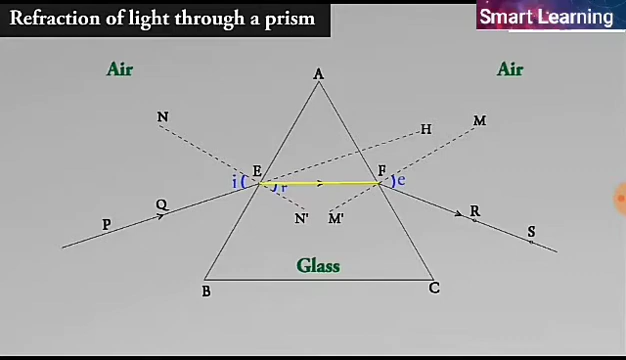 Refraction of light through a prism
Smart Learning
Air
Air
A
N
M
H
E
F
i
r
e
Q
P
N'
M'
R
S
Glass
B
C